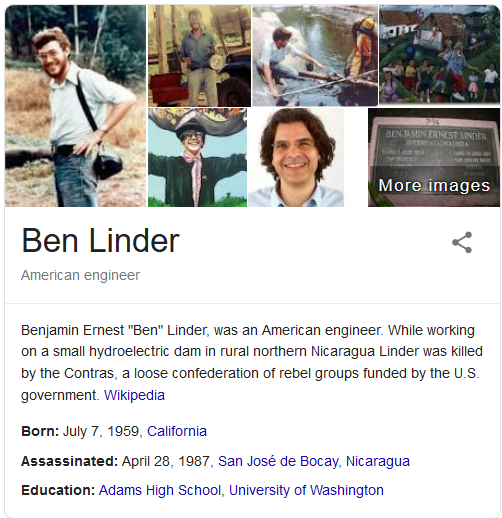 BENJAMIN ERNEST LINDER
More images
Ben Linder
American engineer
Benjamin Ernest "Ben" Linder, was an American engineer. While working
on a small hydroelectric dam in rural northern Nicaragua Linder was killed
by the Contras, a loose confederation of rebel groups funded by the U.S.
government. Wikipedia
Born: July 7, 1959, California
Assassinated: April 28, 1987, San José de Bocay, Nicaragua
Education: Adams High School, University of Washington